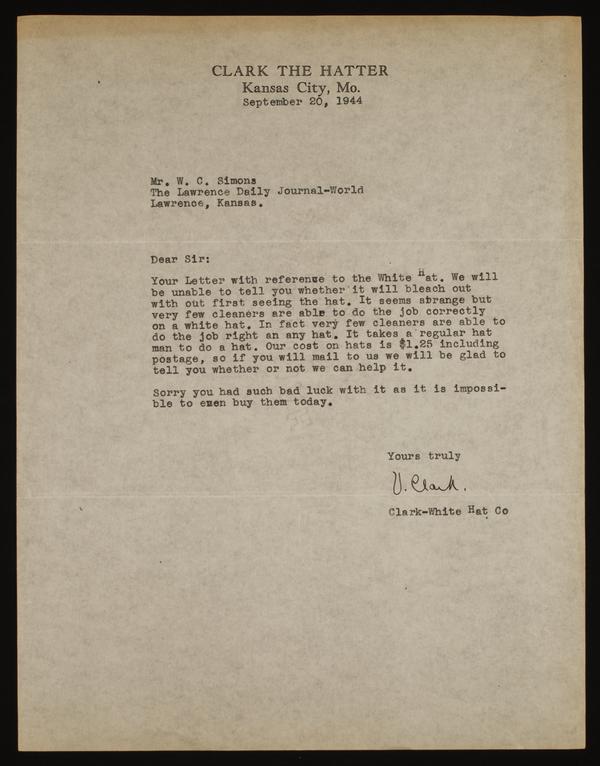 CLARK THE HATTER
Kansas City, Mo.
September 20, 1944
Mr. W. C. Simons
The Lawrence Daily Journal-World
Lawrence, Kansas.
Dear Sir:
Your Letter with reference to the White Hat. We will
be unable to tell you whether it will bleach out
with out first seeing the hat. It seems strange but
very few cleaners are able to do the job correctly
on a white hat. In fact very few cleaners are able to
do the job right an any hat. It takes a regular hat
man to do a hat. Our cost on hats is $1.25 including
postage, so if you will mail to us we will be glad to
tell you whether or not we can help it.
Sorry you had such bad luck with it as it is impossi-
ble to even buy them today.
Yours truly
V. Clark.
Clark-White Hat Co